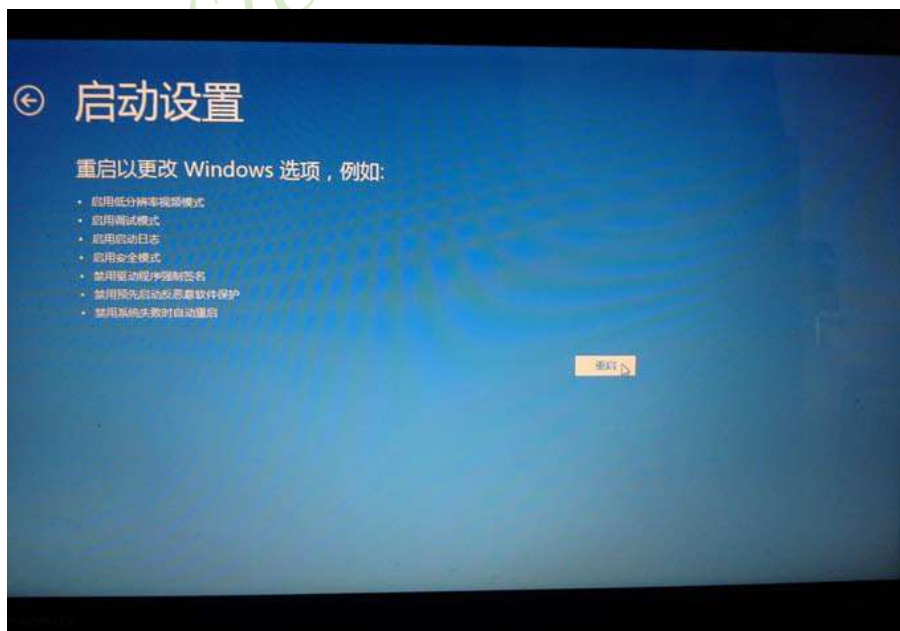 启动设置
重启以更改 Windows 选项，例如:
• 启用低分辨率视频模式
• 启用调试模式
• 启用启动日志
• 启用安全模式
• 禁用驱动程序强制签名
• 禁用预先启动反恶意软件保护
• 禁用系统失败时自动重启
重启